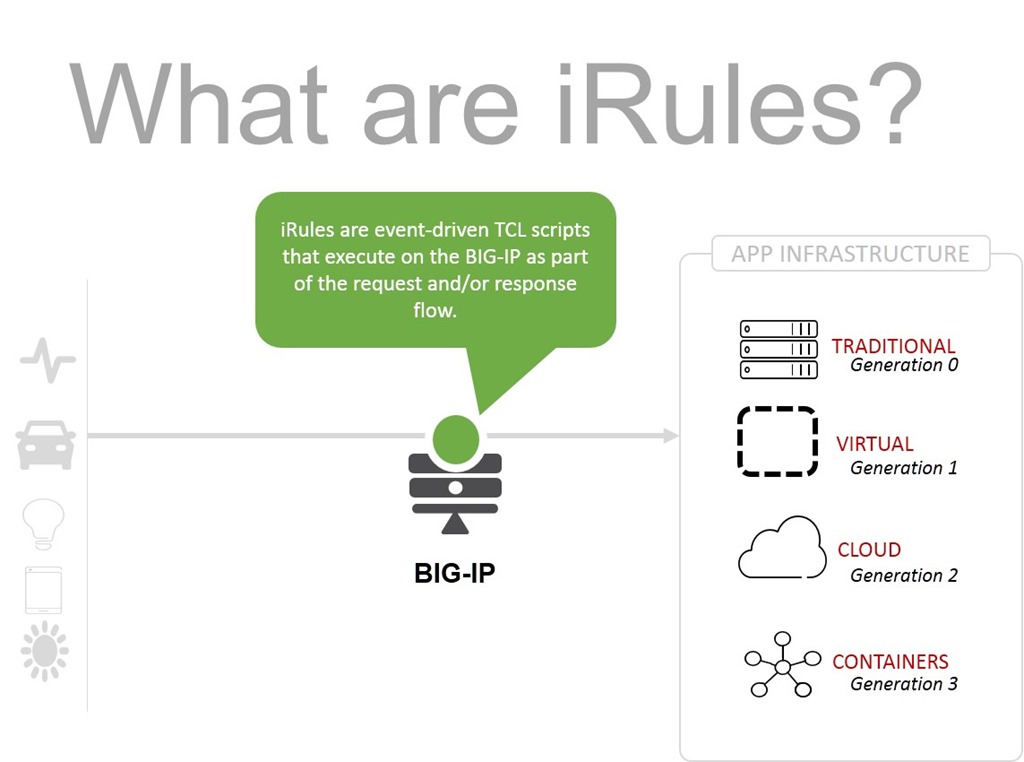 What are iRules?
iRules are event-driven TCL scripts
that execute on the BIG-IP as part
of the request and/or response
flow.
BIG-IP
APP INFRASTRUCTURE
TRADITIONAL
Generation 0
VIRTUAL
Generation 1
CLOUD
Generation 2
CONTAINERS
Generation 3